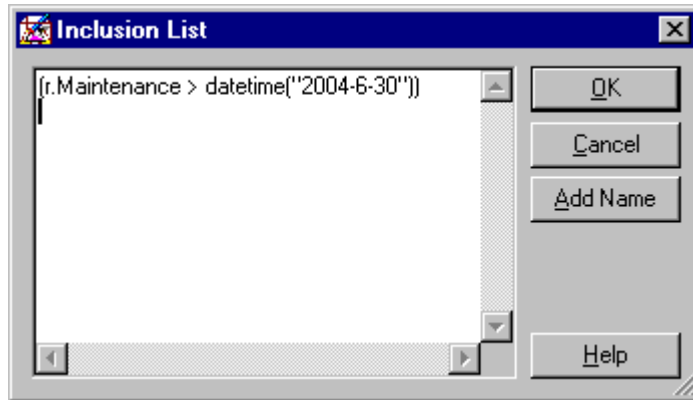 Inclusion List
(r.Maintenance > datetime("2004-6-30"))
OK
Cancel
Add Name
Help